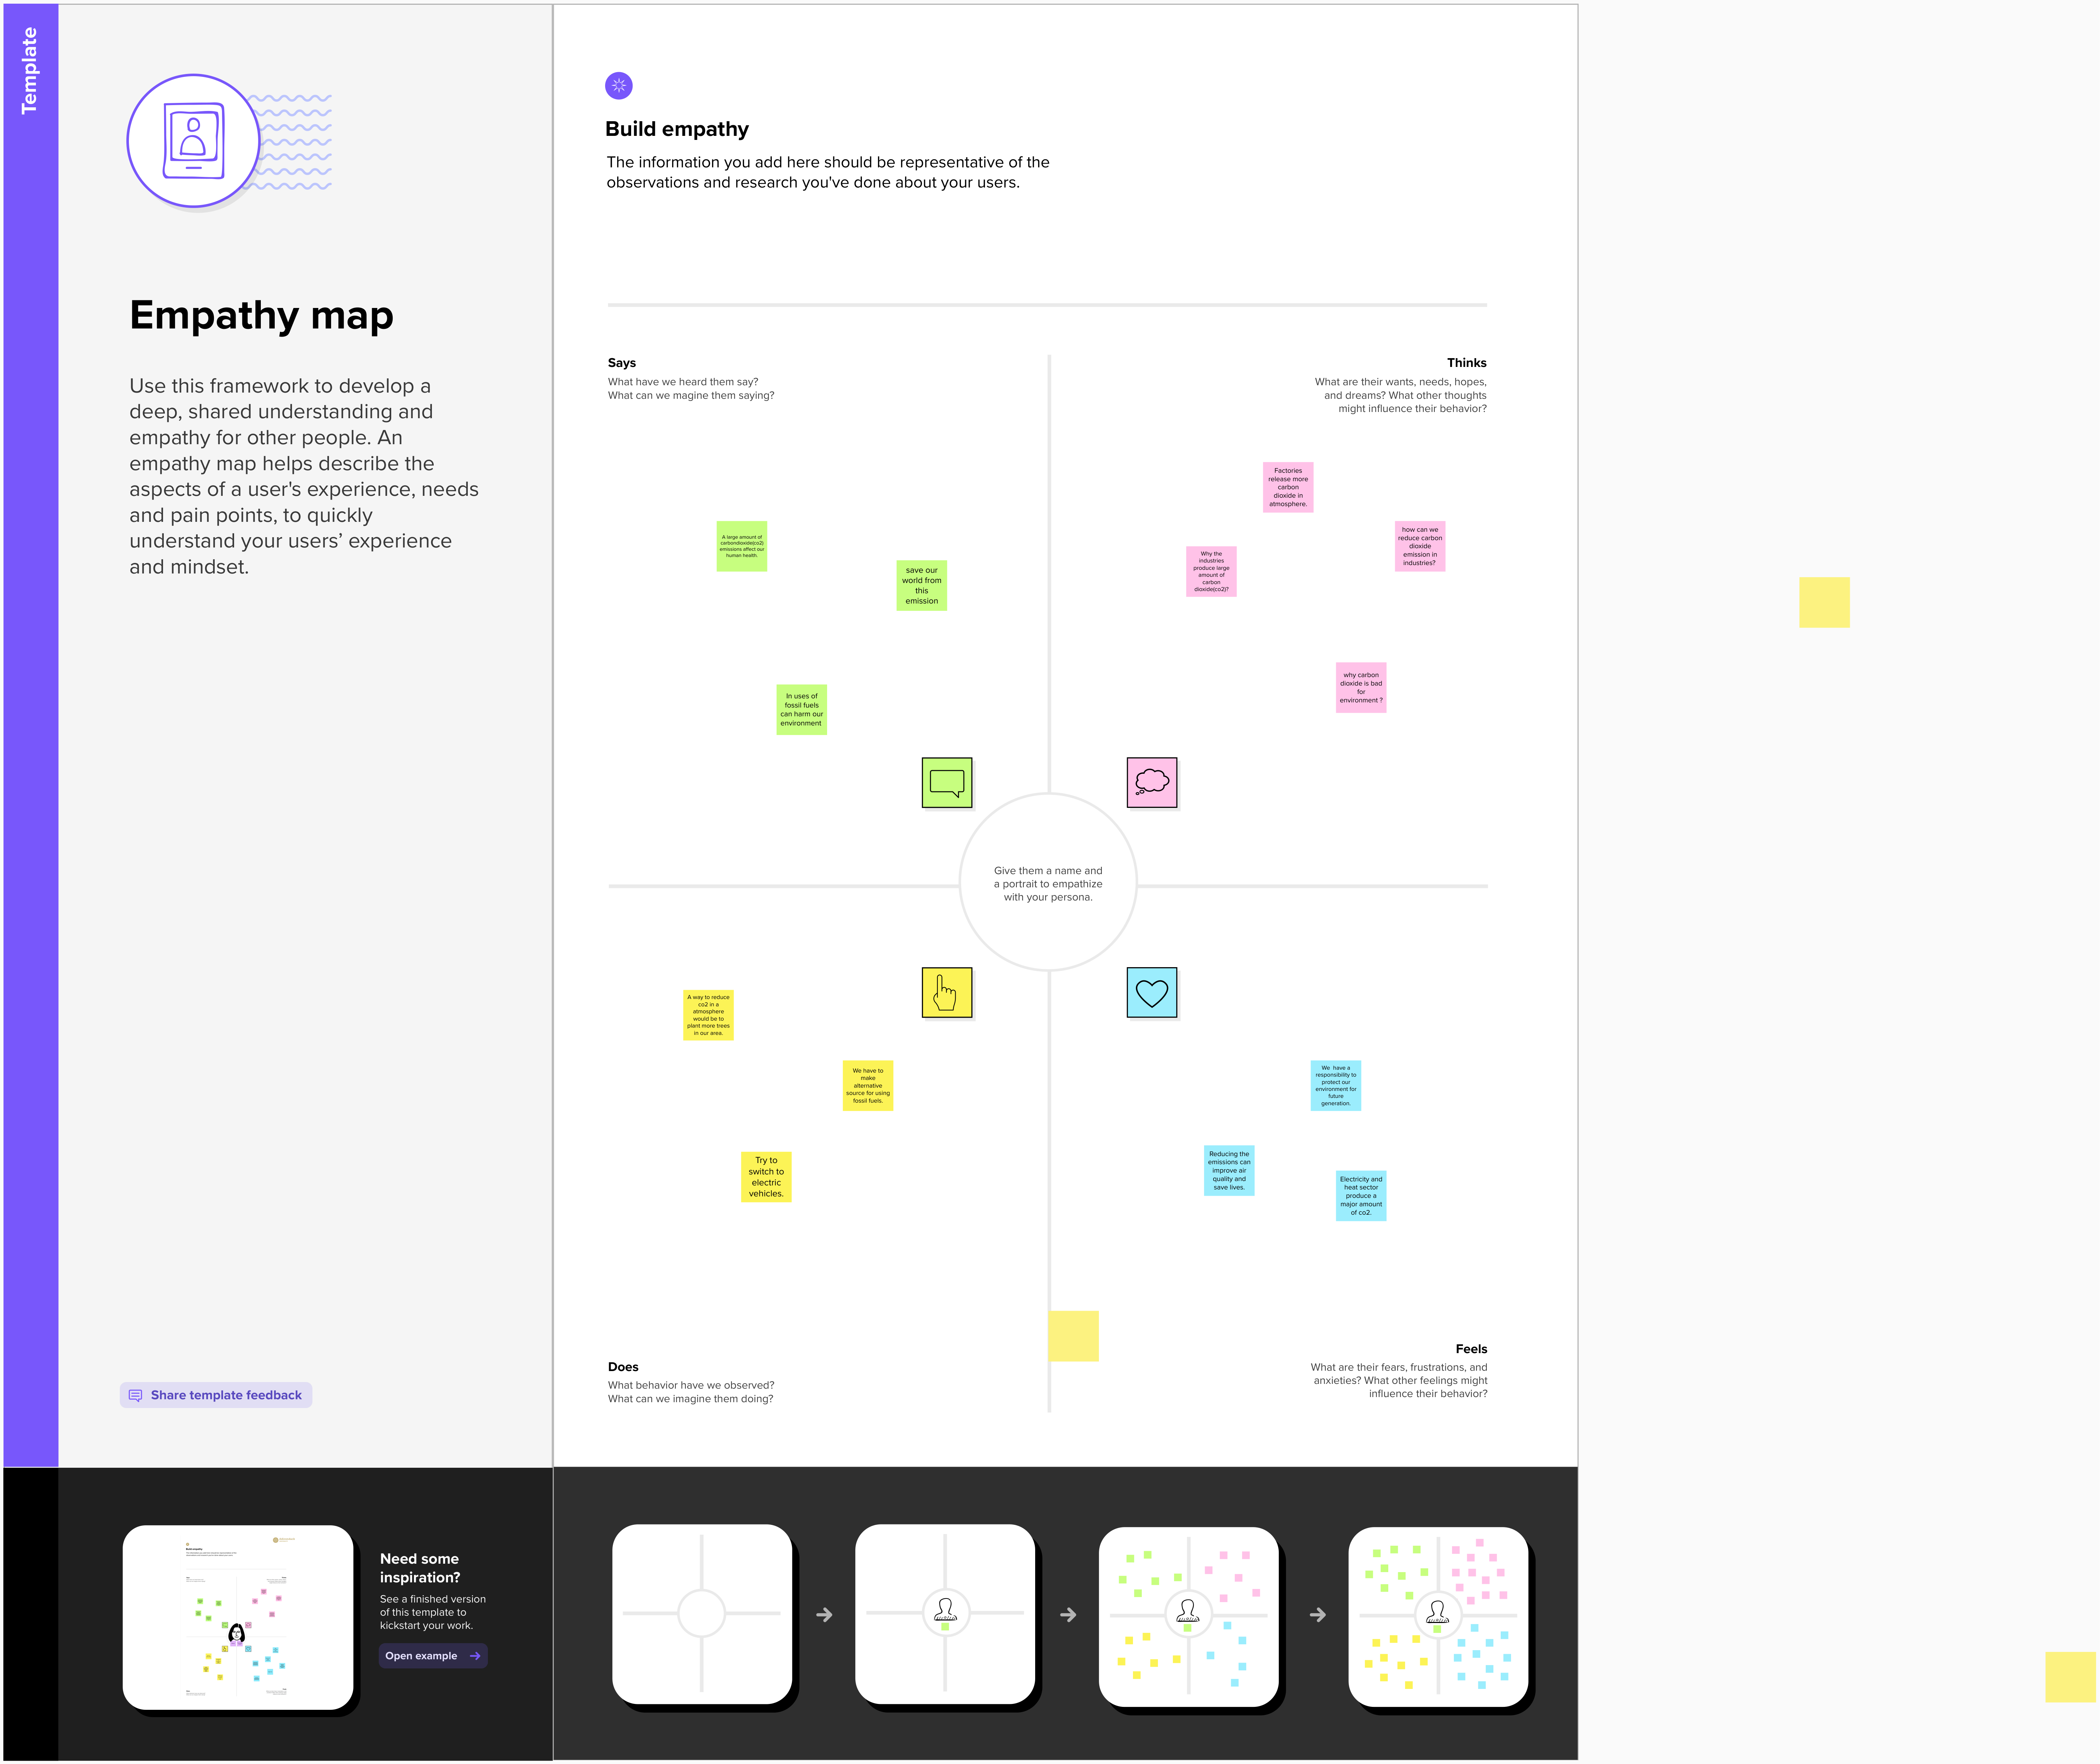 Template
Empathy map
Use this framework to develop a
deep, shared understanding and
empathy for other people. An
empathy map helps describe the
aspects of a user's experience, needs
and pain points, to quickly
understand your users’ experience
and mindset.
Share template feedback
Need some
inspiration?
See a finished version
of this template to
kickstart your work.
Open example
Build empathy
The information you add here should be representative of the
observations and research you've done about your users.
Says
What have we heard them say?
What can we magine them saying?
A large amount of
carbondioxide(co2)
emissions affect our
human health.
save our
world from
this
emission
In uses of
fossil fuels
can harm our
environment
Thinks
What are their wants, needs, hopes,
and dreams? What other thoughts
might influence their behavior?
Factories
release more
carbon
dioxide in
atmosphere.
how can we
reduce carbon
dioxide
emission in
industries?
Why the
industries
produce large
amount of
carbon
dioxide(co2)?
why carbon
dioxide is bad
for
environment ?
Give them a name and
a portrait to empathize
with your persona.
A way to reduce
co2 in a
atmosphere
would be to
plant more trees
in our area.
We have to
make
alternative
source for using
fossil fuels.
Try to
switch to
electric
vehicles.
Does
What behavior have we observed?
What can we imagine them doing?
We have a
responsibility to
protect our
environment for
future
generation.
Reducing the
emissions can
improve air
quality and
save lives.
Electricity and
heat sector
produce a
major amount
of co2.
Feels
What are their fears, frustrations, and
anxieties? What other feelings might
influence their behavior?
Build empathy